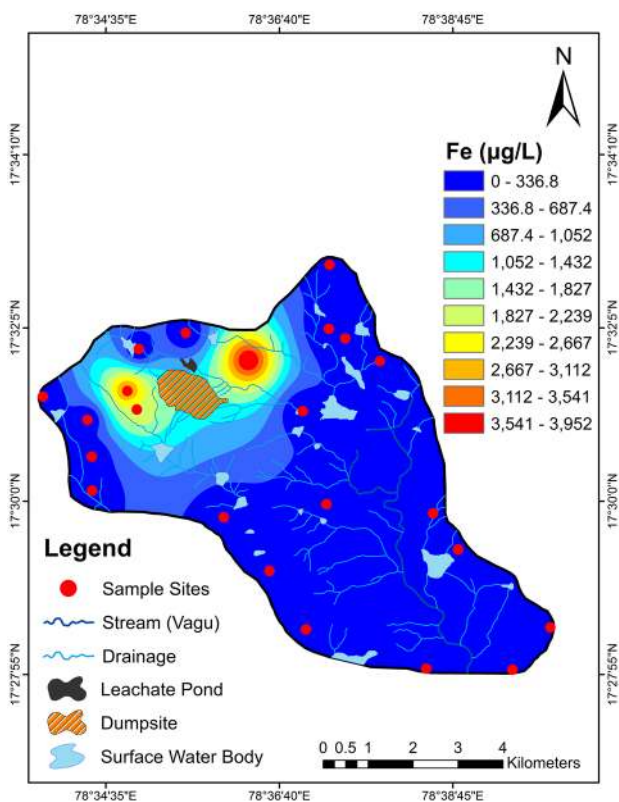 78°34'35"E 78°36'40"E 78°38'45"E
N
17°34'10"N 17°34'10"N
Fe (µg/L)
0 - 336.8
336.8 - 687.4
687.4 - 1,052
1,052 - 1,432
1,432 - 1,827
1,827 - 2,239
2,239 - 2,667
2,667 - 3,112
3,112 - 3,541
3,541 - 3,952
17°32'5"N 17°32'5"N
17°30'0"N 17°30'0"N
Legend
Sample Sites
Stream (Vagu)
Drainage
Leachate Pond
Dumpsite
Surface Water Body
17°27'55"N 17°27'55"N
0 0.5 1 2 3 4
Kilometers
78°34'35"E 78°36'40"E 78°38'45"E